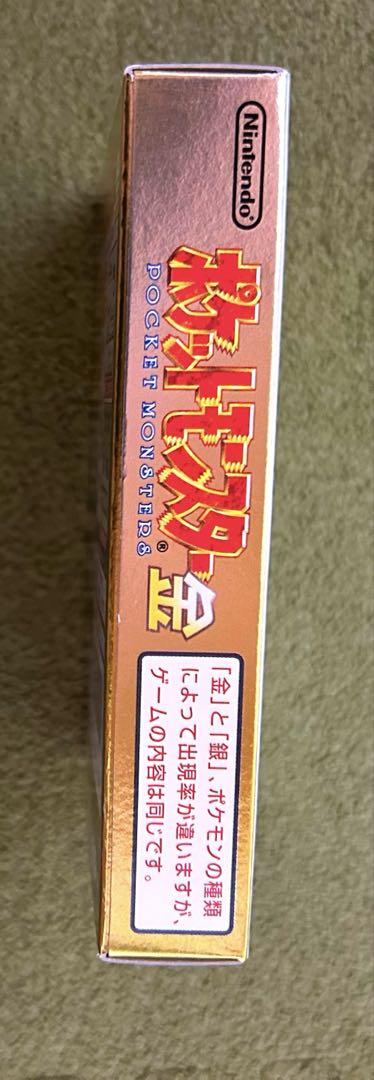 Nintendo®
ポケットモンスター
POCKET MONSTERS®
金
「金」と「銀」、ポケモンの種類
によって出現率が違いますが、
ゲームの内容は同じです。